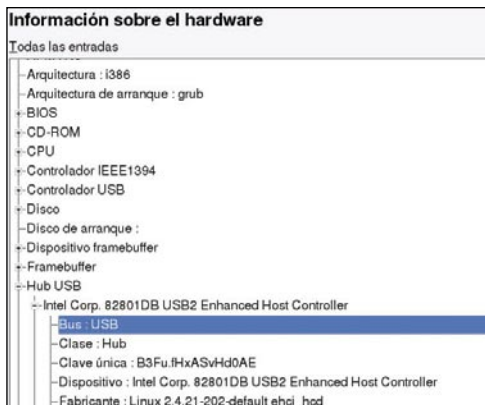 Información sobre el hardware
Todas las entradas
Arquitectura : i386
Arquitectura de arranque : grub
BIOS
CD-ROM
CPU
Controlador IEEE1394
Controlador USB
Disco
Disco de arranque :
Dispositivo framebuffer
Framebuffer
Hub USB
Intel Corp. 82801DB USB2 Enhanced Host Controller
Bus : USB
Clase : Hub
Clave única : B3Fu.fHxASvHd0AE
Dispositivo : Intel Corp. 82801DB USB2 Enhanced Host Controller
Fabricante : Linux 2.4.21-202-default ehci_hcd